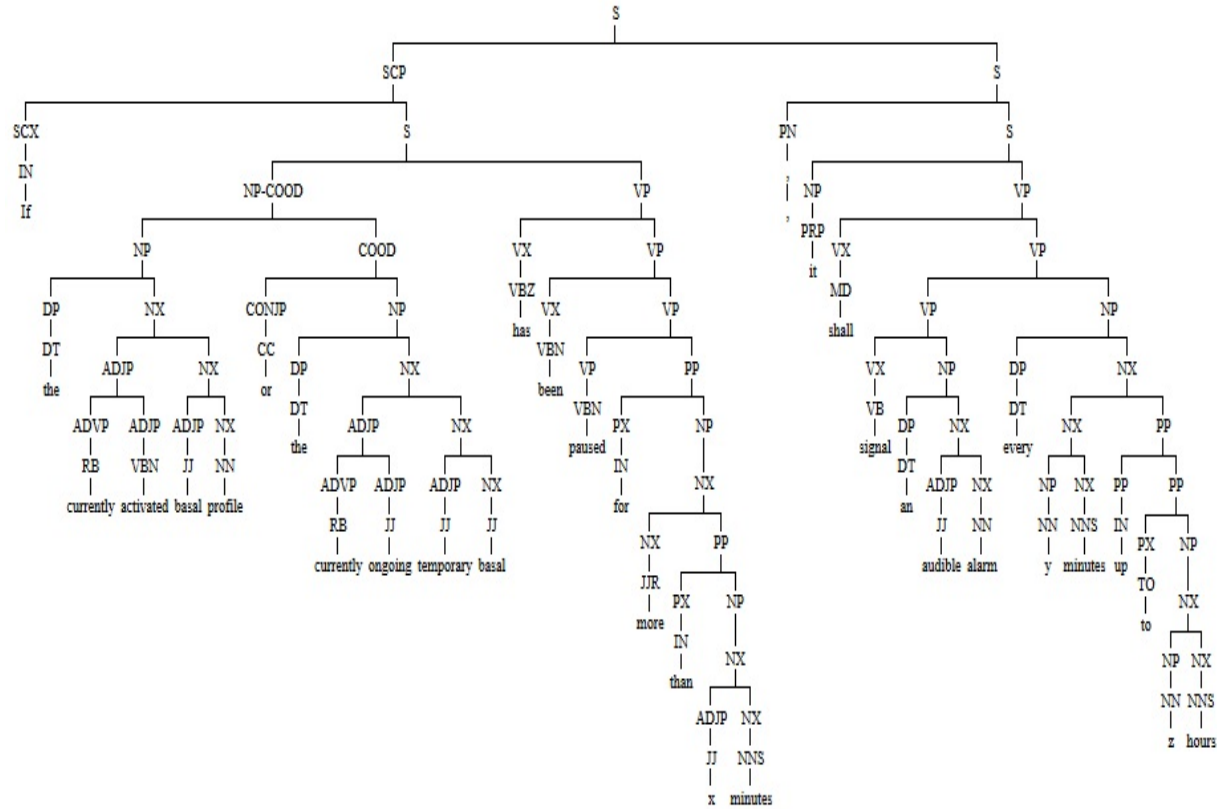 S
SCP S
SCX S PN S
IN ,
NP-COOD VP NP VP
If ,
PRP
NP COOD VX VP VX VP
it
VBZ MD
DP NX CONJP NP VX VP VP NP
has shall
DT CC VBN
ADJP NX DP NX VP PP VX NP DP NX
the or been
DT VBN VB DT
ADVP ADJP ADJP NX ADJP NX PX NP DP NX NX PP
the paused signal every
RB VBN JJ NN IN DT
ADVP ADJP ADJP NX NX ADJP NX NP NX PP PP
currently activated basal profile for an
RB JJ JJ JJ JJ NN NN NNS IN
NX PP PX NP
currently ongoing temporary basal audible alarm y minutes up
JJR TO
PX NP NX
more to
IN
NX NP NX
than
NN NNS
ADJP NX
z hours
JJ NNS
x minutes